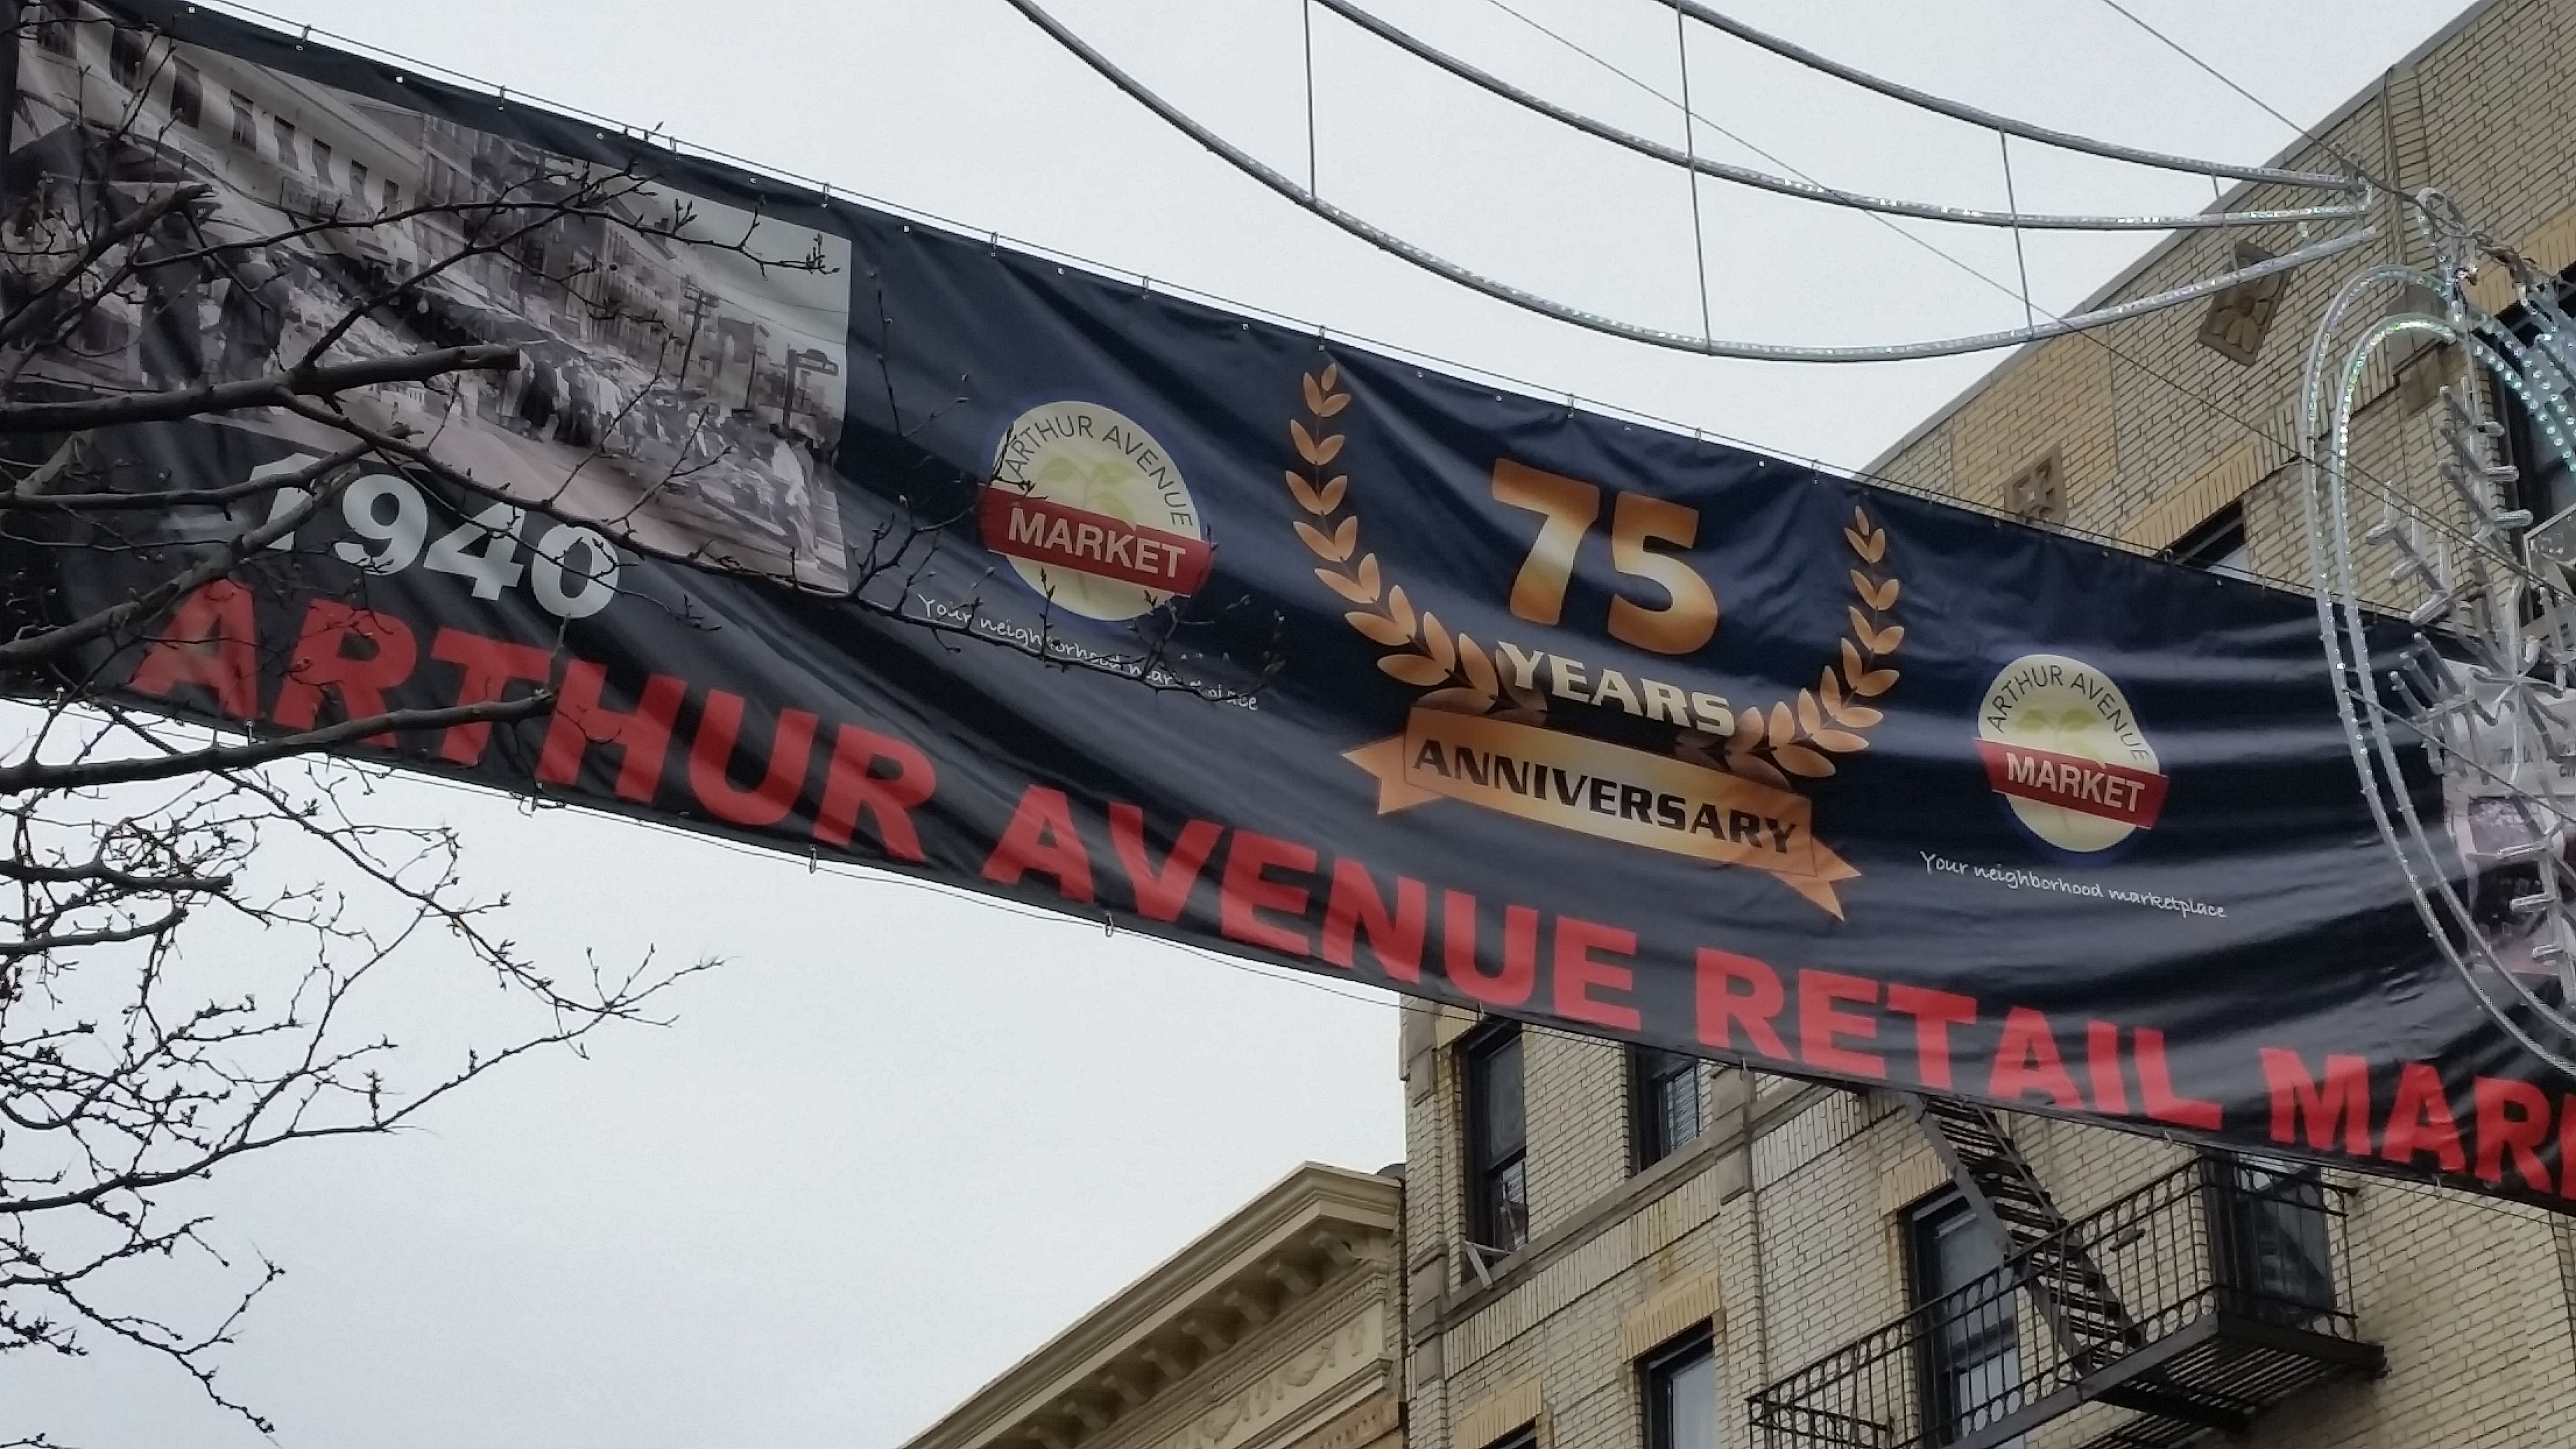 1940
ARTHUR AVENUE
MARKET
Your neighborhood marketplace
75
YEARS
ANNIVERSARY
ARTHUR AVENUE
MARKET
Your neighborhood marketplace
ARTHUR AVENUE RETAIL MAR